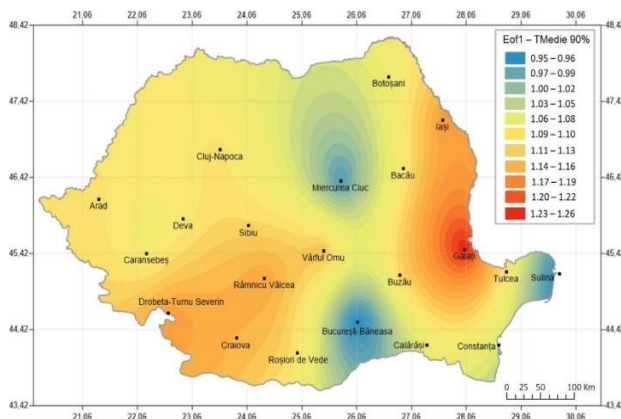 21.06 22.06 23.06 24.06 25.06 26.06 27.06 28.06 29.06 30.06
48.42 48.42
Eof1 – TMedie 90%
0.95 – 0.96
0.97 – 0.99
1.00 – 1.02
1.03 – 1.05
1.06 – 1.08
1.09 – 1.10
1.11 – 1.13
1.14 – 1.16
1.17 – 1.19
1.20 – 1.22
1.23 – 1.26
Botoșani
47.42 47.42
Iași
Cluj-Napoca
Bacău
46.42 46.42
Miercurea Ciuc
Arad
Deva
Sibiu
45.42 45.42
Caransebeș
Vârful Omu
Galați
Râmnicu Vâlcea
Buzău
Tulcea
Sulina
Drobeta-Turnu Severin
44.42 44.42
București Băneasa
Craiova
Roșiori de Vede
Călărăși
Constanța
0 25 50 100 Km
43.42 43.42
21.06 22.06 23.06 24.06 25.06 26.06 27.06 28.06 29.06 30.06